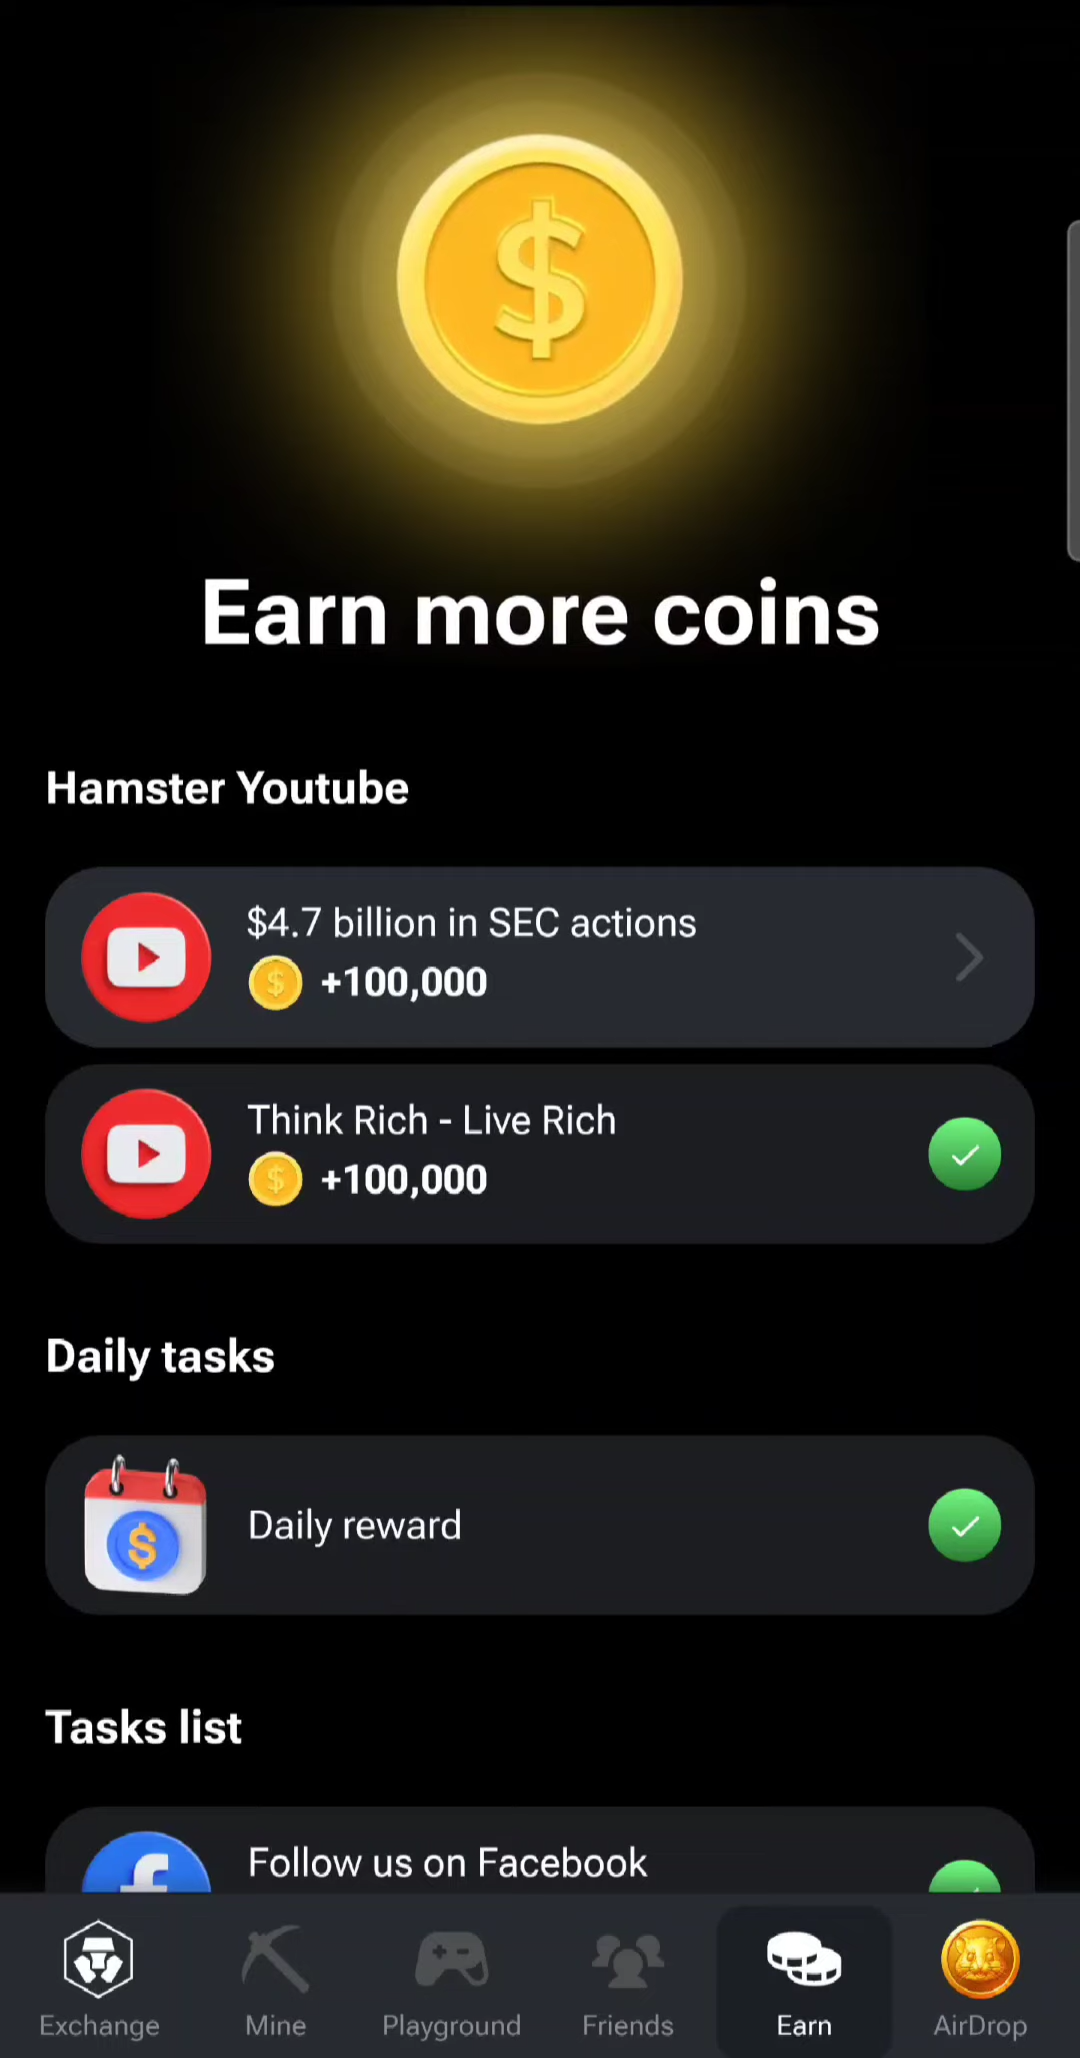 Earn more coins
Hamster Youtube
$4.7 billion in SEC actions
+100,000
Think Rich - Live Rich
+100,000
Daily tasks
Daily reward
Tasks list
Follow us on Facebook
Exchange
Mine
Playground
Friends
Earn
AirDrop